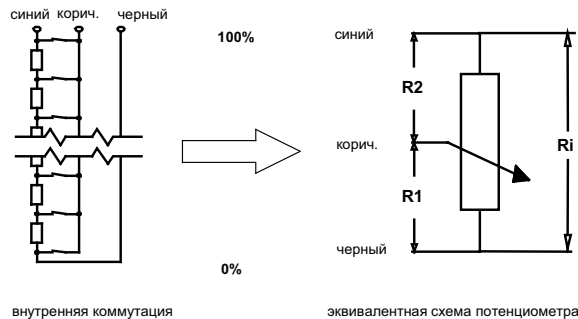 синий корич. черный
100%
0%
внутренняя коммутация
синий
R2
корич.
Ri
R1
черный
эквивалентная схема потенциометра